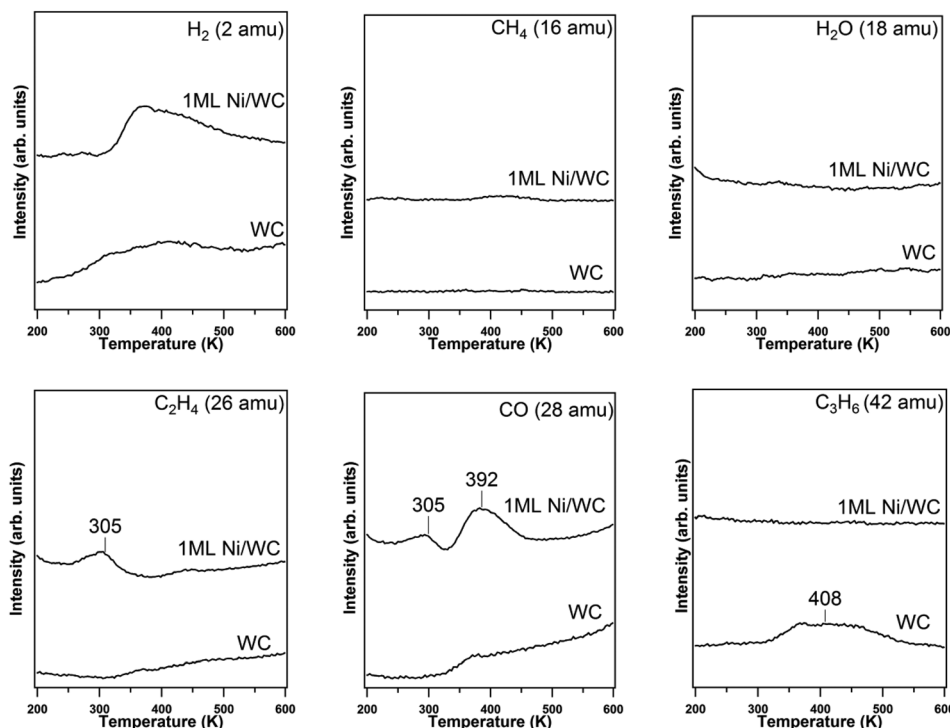 H₂ (2 amu)
1ML Ni/WC
WC
Intensity (arb. units)
200 300 400 500 600
Temperature (K)
CH₄ (16 amu)
1ML Ni/WC
WC
Intensity (arb. units)
200 300 400 500 600
Temperature (K)
H₂O (18 amu)
1ML Ni/WC
WC
Intensity (arb. units)
200 300 400 500 600
Temperature (K)
C₂H₄ (26 amu)
305
1ML Ni/WC
WC
Intensity (arb. units)
200 300 400 500 600
Temperature (K)
CO (28 amu)
392
305
1ML Ni/WC
WC
Intensity (arb. units)
200 300 400 500 600
Temperature (K)
C₃H₆ (42 amu)
1ML Ni/WC
408
WC
Intensity (arb. units)
200 300 400 500 600
Temperature (K)